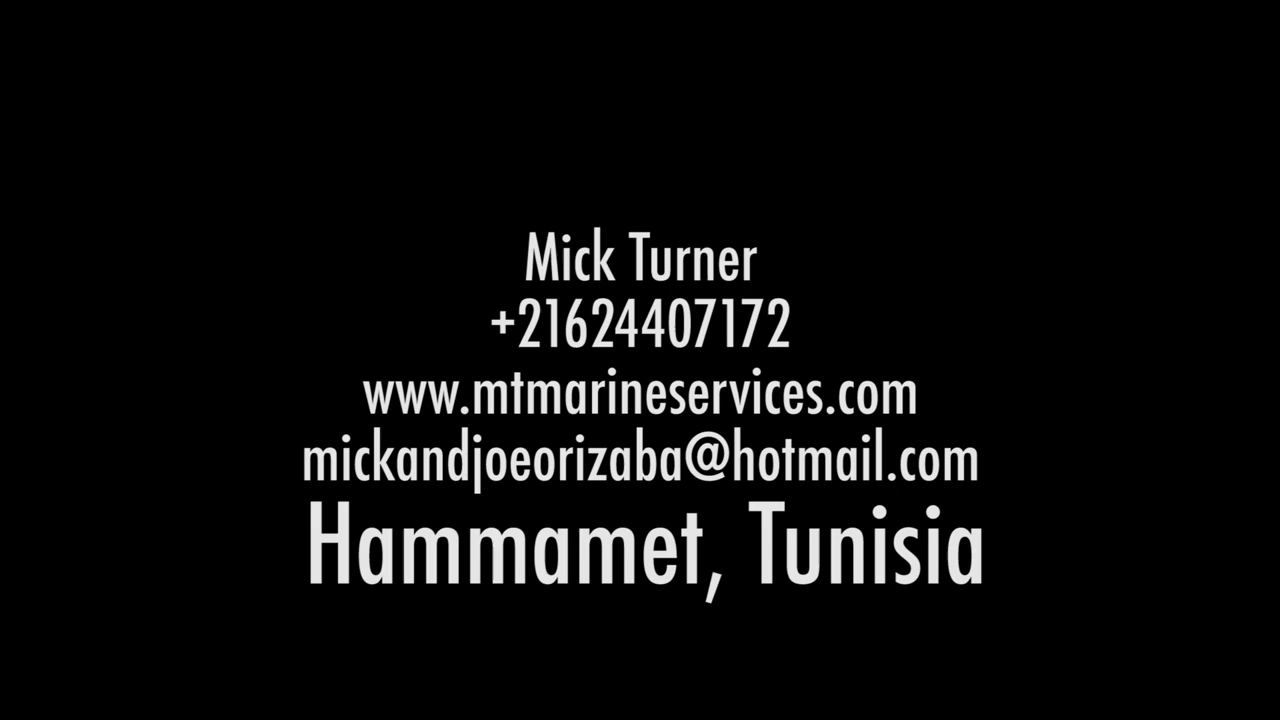 Mick Turner
+21624407172
www.mtmarineservices.com
mickandjoeorizaba@hotmail.com
Hammamet, Tunisia